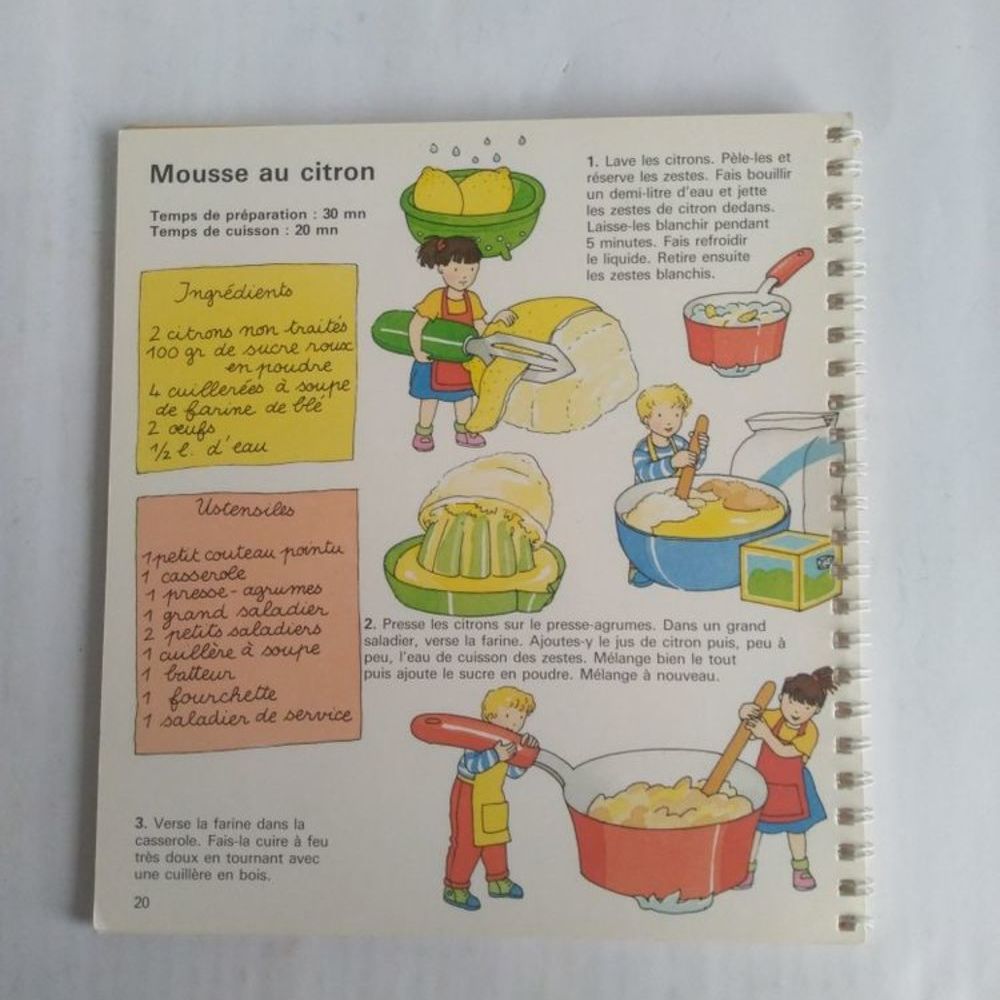 Mousse au citron
Temps de préparation : 30 mn
Temps de cuisson : 20 mn
Ingrédients
2 citrons non traités
100 gr de sucre roux
en poudre
4 cuillerées à soupe
de farine de blé
2 œufs
1/2 l. d'eau
Ustensiles
1 petit couteau pointu
1 casserole
1 presse-agrumes
1 grand saladier
2 petits saladiers
1 cuillère à soupe
1 batteur
1 fourchette
1 saladier de service
1. Lave les citrons. Pèle-les et
réserve les zestes. Fais bouillir
un demi-litre d'eau et jette
les zestes de citron dedans.
Laisse-les blanchir pendant
5 minutes. Fais refroidir
le liquide. Retire ensuite
les zestes blanchis.
2. Presse les citrons sur le presse-agrumes. Dans un grand
saladier, verse la farine. Ajoutes-y le jus de citron puis, peu à
peu, l'eau de cuisson des zestes. Mélange bien le tout
puis ajoute le sucre en poudre. Mélange à nouveau.
3. Verse la farine dans la
casserole. Fais-la cuire à feu
très doux en tournant avec
une cuillère en bois.
20